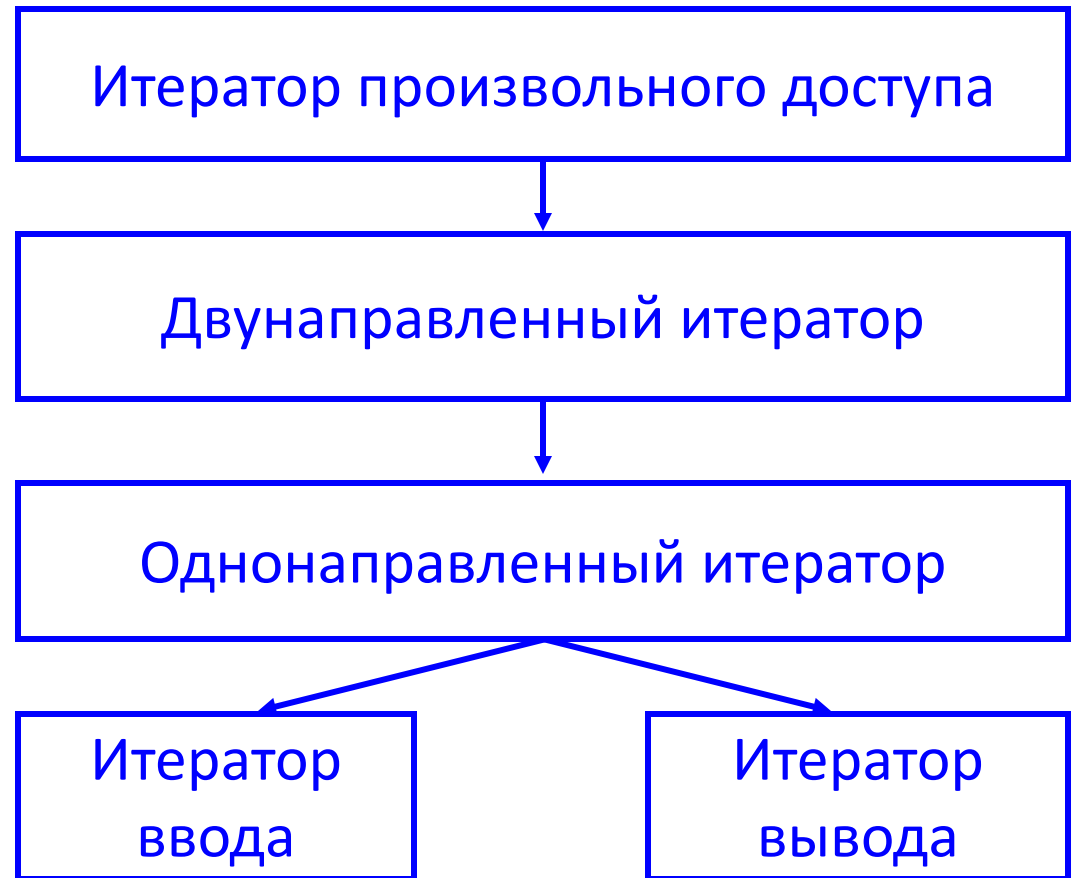 Итератор произвольного доступа
Двунаправленный итератор
Однонаправленный итератор
Итератор
ввода
Итератор
вывода